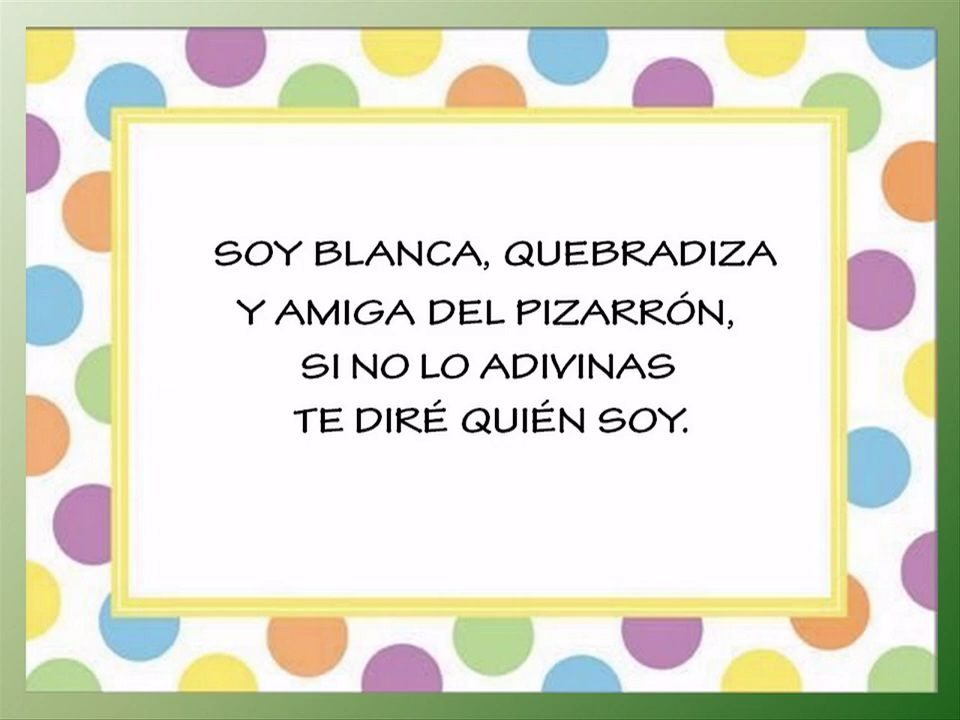 SOY BLANCA, QUEBRADIZA
Y AMIGA DEL PIZARRÓN,
SI NO LO ADIVINAS
TE DIRÉ QUIÉN SOY.